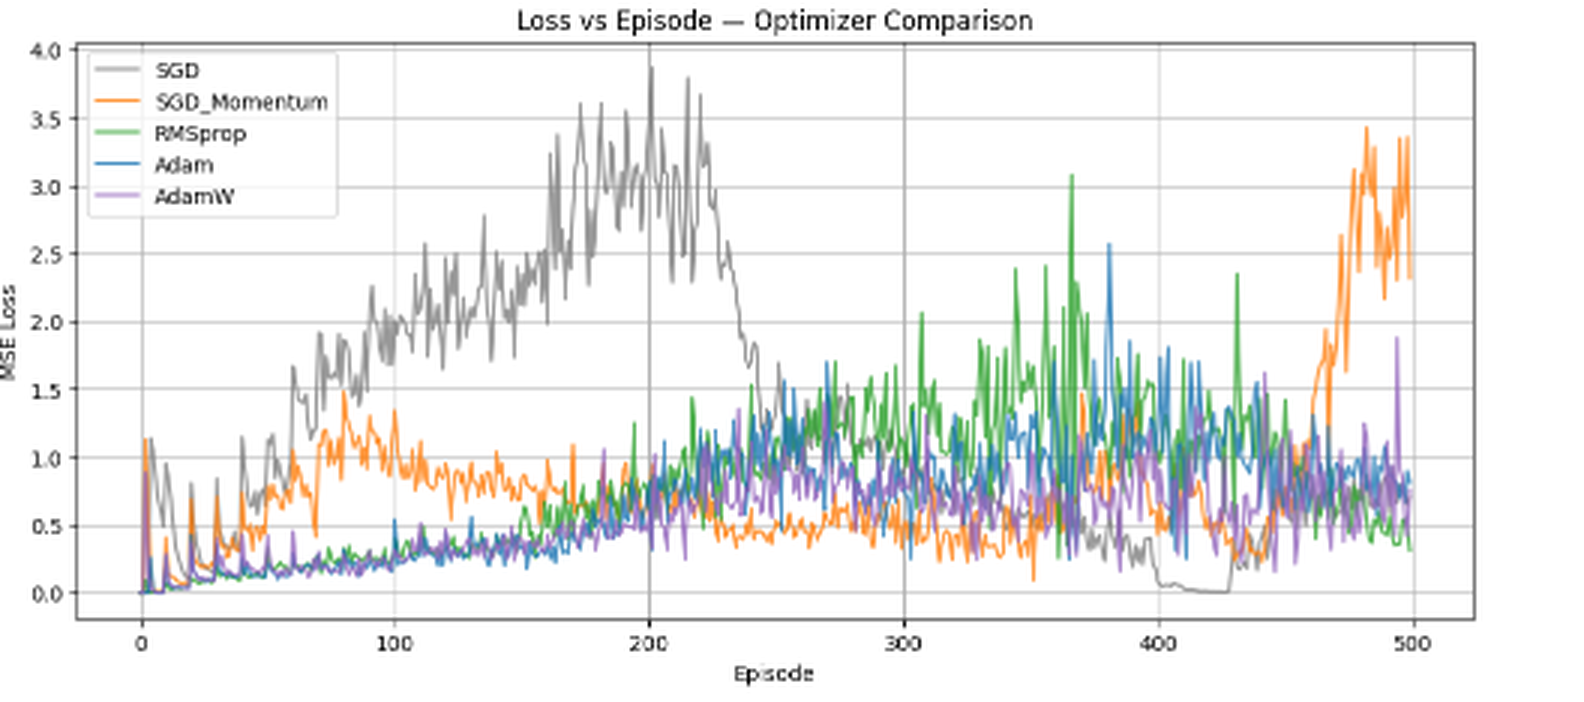 Loss vs Episode — Optimizer Comparison
SGD
SGD_Momentum
RMSprop
Adam
AdamW
4.0
3.5
3.0
2.5
2.0
1.5
1.0
0.5
0.0
MSE Loss
0 100 200 300 400 500
Episode